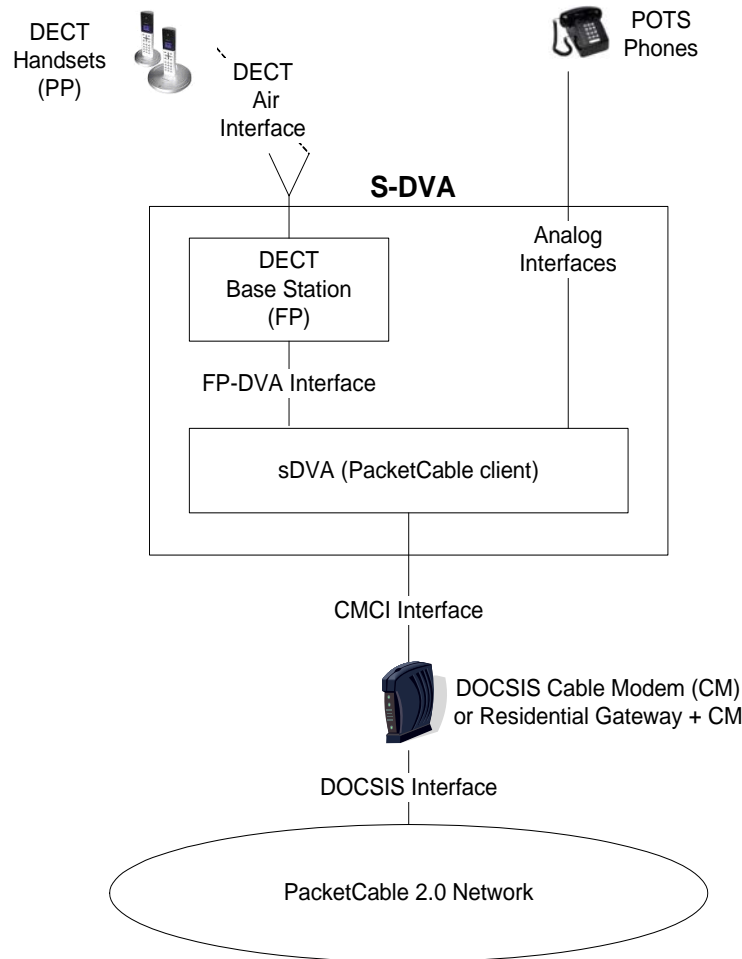 DECT
Handsets
(PP)
DECT
Air
Interface
POTS
Phones
S-DVA
DECT
Base Station
(FP)
Analog
Interfaces
FP-DVA Interface
sDVA (PacketCable client)
CMCI Interface
DOCSIS Cable Modem (CM)
or Residential Gateway + CM
DOCSIS Interface
PacketCable 2.0 Network